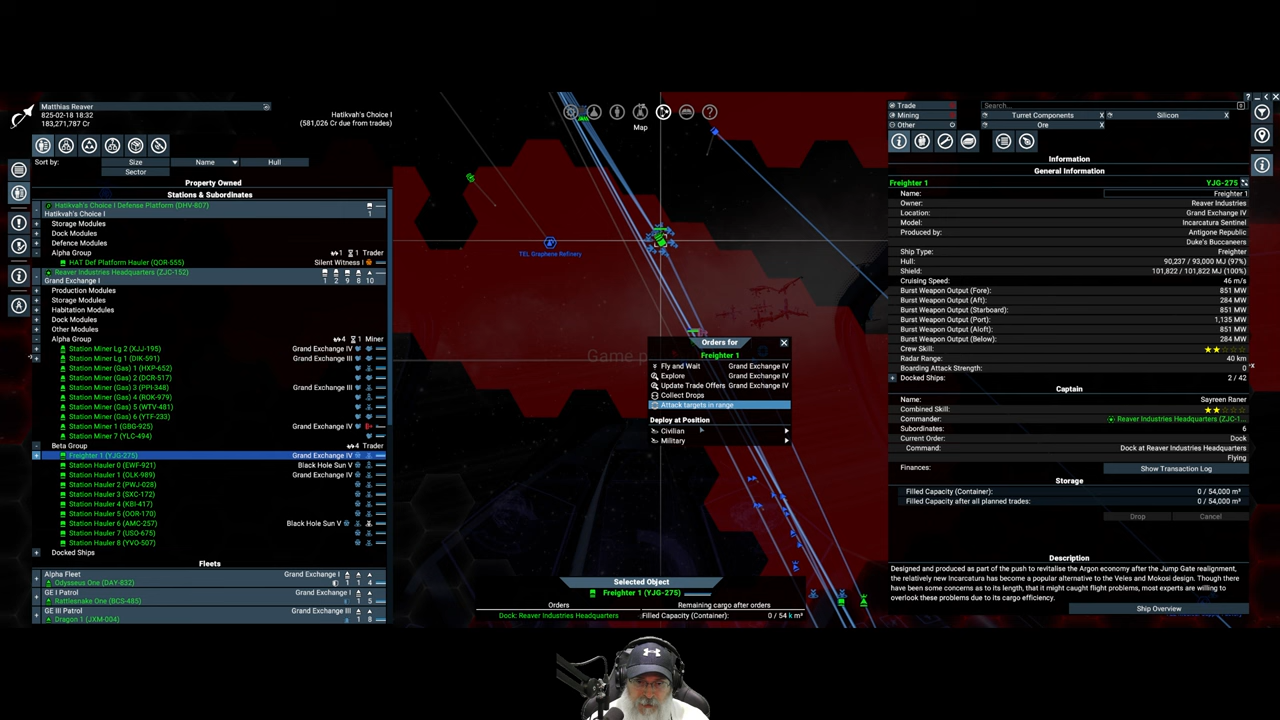 Matthias Reaver
825-02-18 18:32
183,271,787 Cr
Hatikvah's Choice I
(581,026 Cr due from trades)
Sort by:
Size
Name
Hull
Sector
Property Owned
Stations & Subordinates
Hatikvah's Choice I Defense Platform (DHV-807)
Hatikvah's Choice I
1
Storage Modules
Dock Modules
Defence Modules
Alpha Group
1 1 Trader
HAT Def Platform Hauler (QOR-555)
Silent Witness I
Reaver Industries Headquarters (ZJC-152)
Grand Exchange I
1 2 9 8 10
Production Modules
Storage Modules
Habitation Modules
Dock Modules
Other Modules
Alpha Group
4 1 Miner
Station Miner Lg 2 (XJJ-195)
Grand Exchange IV
Station Miner Lg 1 (DIK-591)
Grand Exchange III
Station Miner (Gas) 1 (HXP-652)
Station Miner (Gas) 2 (DCR-517)
Station Miner (Gas) 3 (PPI-348)
Grand Exchange III
Station Miner (Gas) 4 (ROK-979)
Station Miner (Gas) 5 (WTV-481)
Station Miner (Gas) 6 (YTF-233)
Station Miner 1 (GBG-925)
Grand Exchange IV
Station Miner 7 (YLC-494)
Beta Group
4 Trader
Freighter 1 (YJG-275)
Grand Exchange IV
Station Hauler 0 (EWF-921)
Black Hole Sun V
Station Hauler 1 (OLK-989)
Grand Exchange I
Station Hauler 2 (PWJ-028)
Station Hauler 3 (SXC-172)
Station Hauler 4 (KBI-417)
Station Hauler 5 (OOR-170)
Station Hauler 6 (AMC-257)
Black Hole Sun V
Station Hauler 7 (USO-675)
Station Hauler 8 (YVO-507)
Docked Ships
Fleets
Alpha Fleet
Grand Exchange I
Odysseus One (DAY-832)
1 1 4
GE I Patrol
Grand Exchange I
Rattlesnake One (BCS-485)
1 5
GE III Patrol
Grand Exchange III
Dragon 1 (JXM-004)
1 8
Map
TEL Graphene Refinery
Game p
Orders for
Freighter 1
Fly and Wait
Grand Exchange IV
Explore
Grand Exchange IV
Update Trade Offers
Grand Exchange IV
Collect Drops
Attack targets in range
Deploy at Position
Civilian
Military
Selected Object
Freighter 1 (YJG-275)
Orders
Remaining cargo after orders
Dock: Reaver Industries Headquarters
Filled Capacity (Container):
0 / 54 k m³
Trade
Mining
Other
Search...
Turret Components
X
Silicon
X
Ore
X
Information
General Information
Freighter 1
YJG-275
Name:
Freighter 1
Owner:
Reaver Industries
Location:
Grand Exchange IV
Model:
Incarcatura Sentinel
Produced by:
Antigone Republic
Duke's Buccaneers
Ship Type:
Freighter
Hull:
90,237 / 93,000 MJ (97%)
Shield:
101,822 / 101,822 MJ (100%)
Cruising Speed:
46 m/s
Burst Weapon Output (Fore):
851 MW
Burst Weapon Output (Aft):
284 MW
Burst Weapon Output (Starboard):
851 MW
Burst Weapon Output (Port):
1,135 MW
Burst Weapon Output (Aloft):
851 MW
Burst Weapon Output (Below):
284 MW
Crew Skill:
Radar Range:
40 km
Boarding Attack Strength:
0
Docked Ships:
2 / 42
Captain
Name:
Sayreen Raner
Combined Skill:
Commander:
Reaver Industries Headquarters (ZJC-1...
Subordinates:
6
Current Order:
Dock
Command:
Dock at Reaver Industries Headquarters
Flying
Finances:
Show Transaction Log
Storage
Filled Capacity (Container):
0 / 54,000 m³
Filled Capacity after all planned trades:
0 / 54,000 m³
Drop
Cancel
Description
Designed and produced as part of the push to revitalise the Argon economy after the Jump Gate realignment,
the relatively new Incarcatura has become a popular alternative to the Veles and Mokosi design. Though there
have been some concerns as to its length, that it might caught flight problems, most experts are willing to
overlook these problems due to its cargo efficiency.
Ship Overview